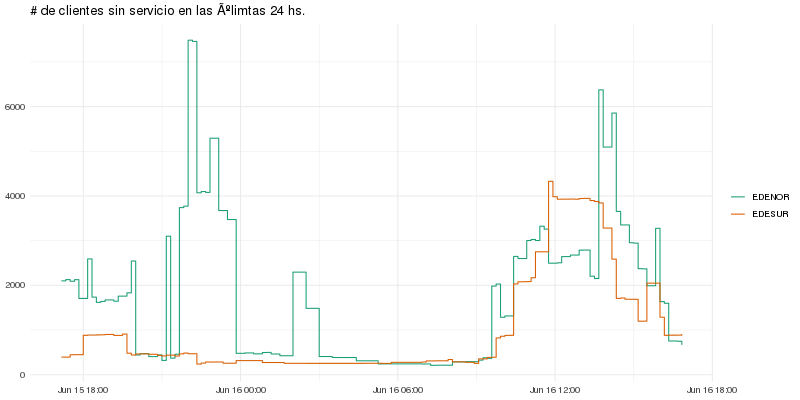 # de clientes sin servicio en las Ãºlimtas 24 hs.
6000
4000
2000
0
Jun 15 18:00
Jun 16 00:00
Jun 16 06:00
Jun 16 12:00
Jun 16 18:00
EDENOR
EDESUR